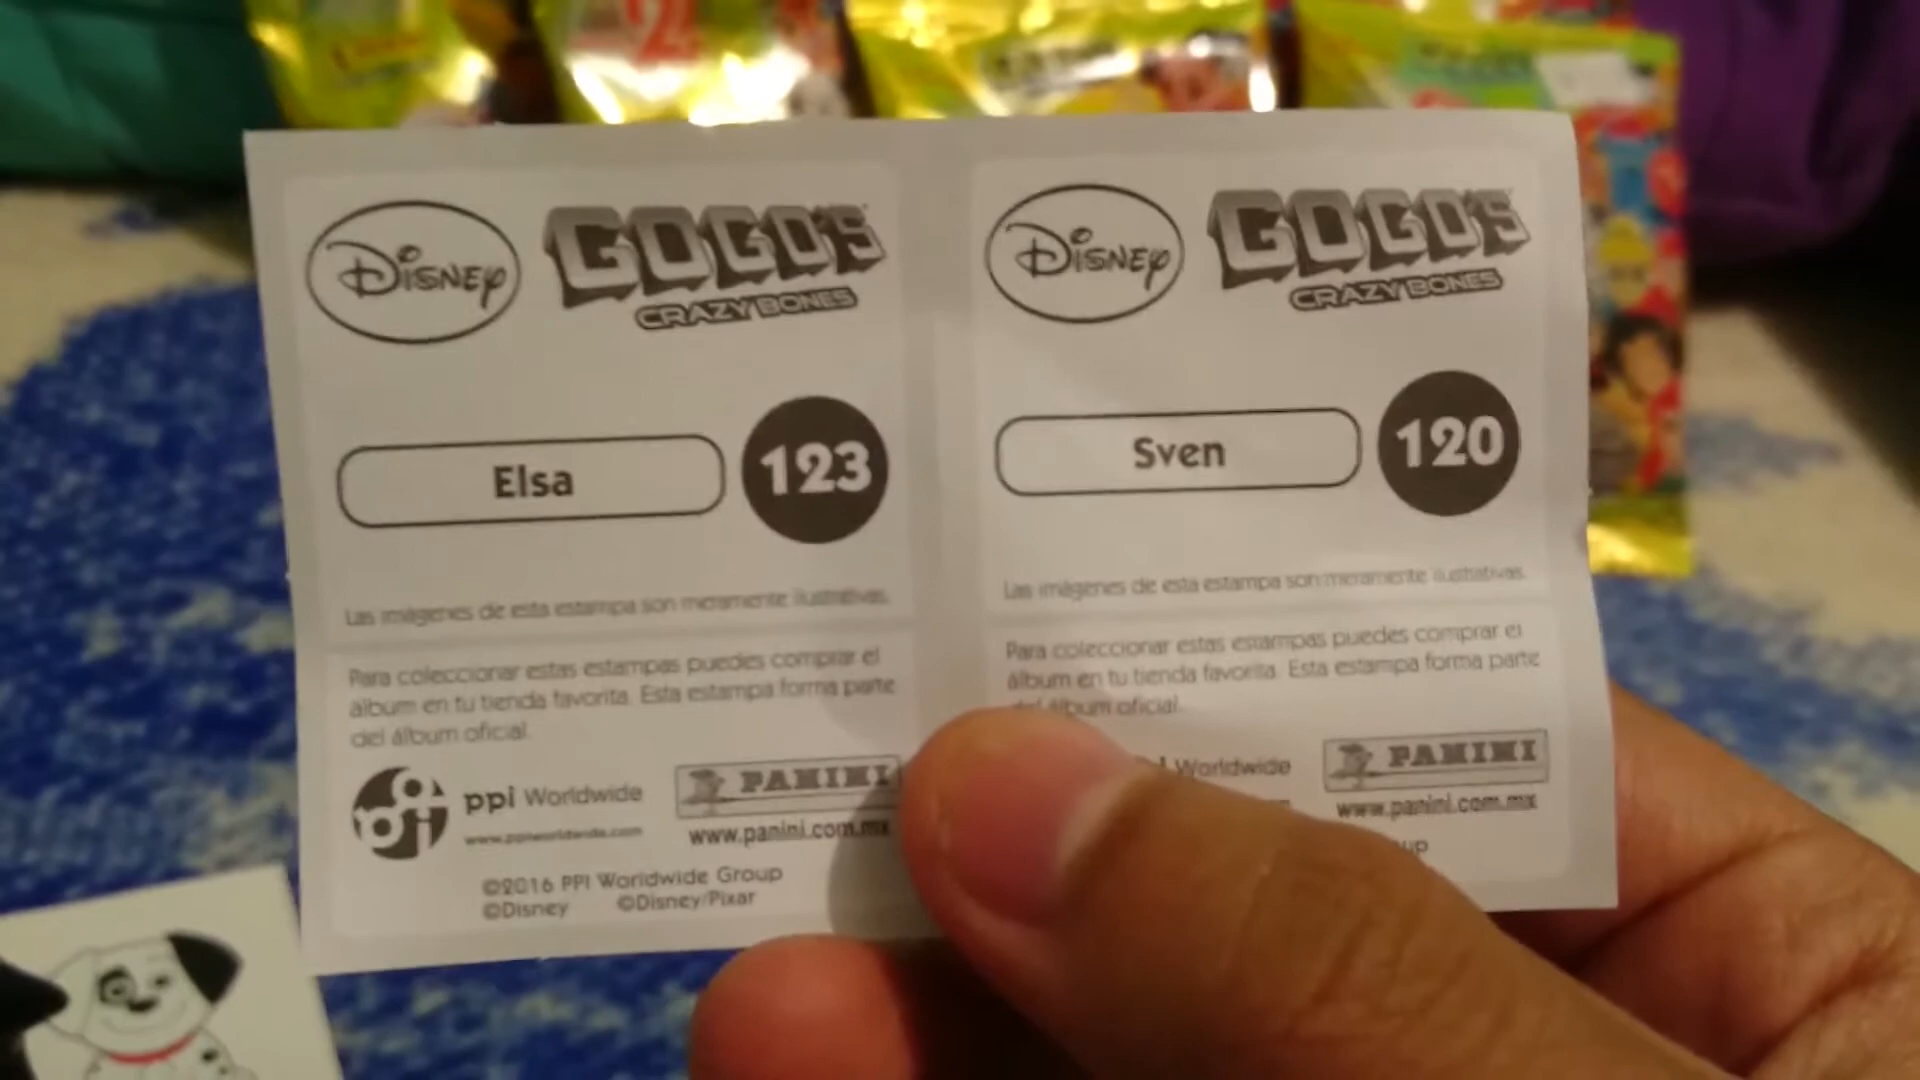 Disney GOGO'S
CRAZY BONES
Elsa
123
Las imágenes de esta estampa son meramente ilustrativas.
Para coleccionar estas estampas puedes comprar el
álbum en tu tienda favorita. Esta estampa forma parte
del álbum oficial.
ppi Worldwide
www.ppiworldwide.com
PANINI
www.panini.com.mx
©2016 PPI Worldwide Group
©Disney ©Disney/Pixar
Disney GOGO'S
CRAZY BONES
Sven
120
Las imágenes de esta estampa son meramente ilustrativas.
Para coleccionar estas estampas puedes comprar el
álbum en tu tienda favorita. Esta estampa forma parte
del álbum oficial.
Worldwide
PANINI
www.panini.com.mx
2